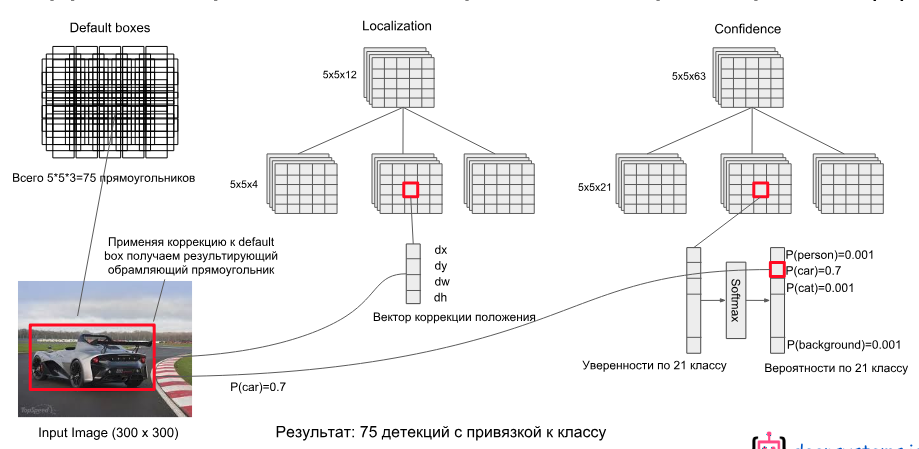 Default boxes
Localization
Confidence
5x5x12
5x5x63
Всего 5*5*3=75 прямоугольников
5x5x4
5x5x21
Применяя коррекцию к default
box получаем результирующий
обрамляющий прямоугольник
dx
dy
dw
dh
Вектор коррекции положения
Softmax
P(person)=0.001
P(car)=0.7
P(cat)=0.001
P(background)=0.001
Уверенности по 21 классу
Вероятности по 21 классу
P(car)=0.7
TopSpeed
Input Image (300 x 300)
Результат: 75 детекций с привязкой к классу